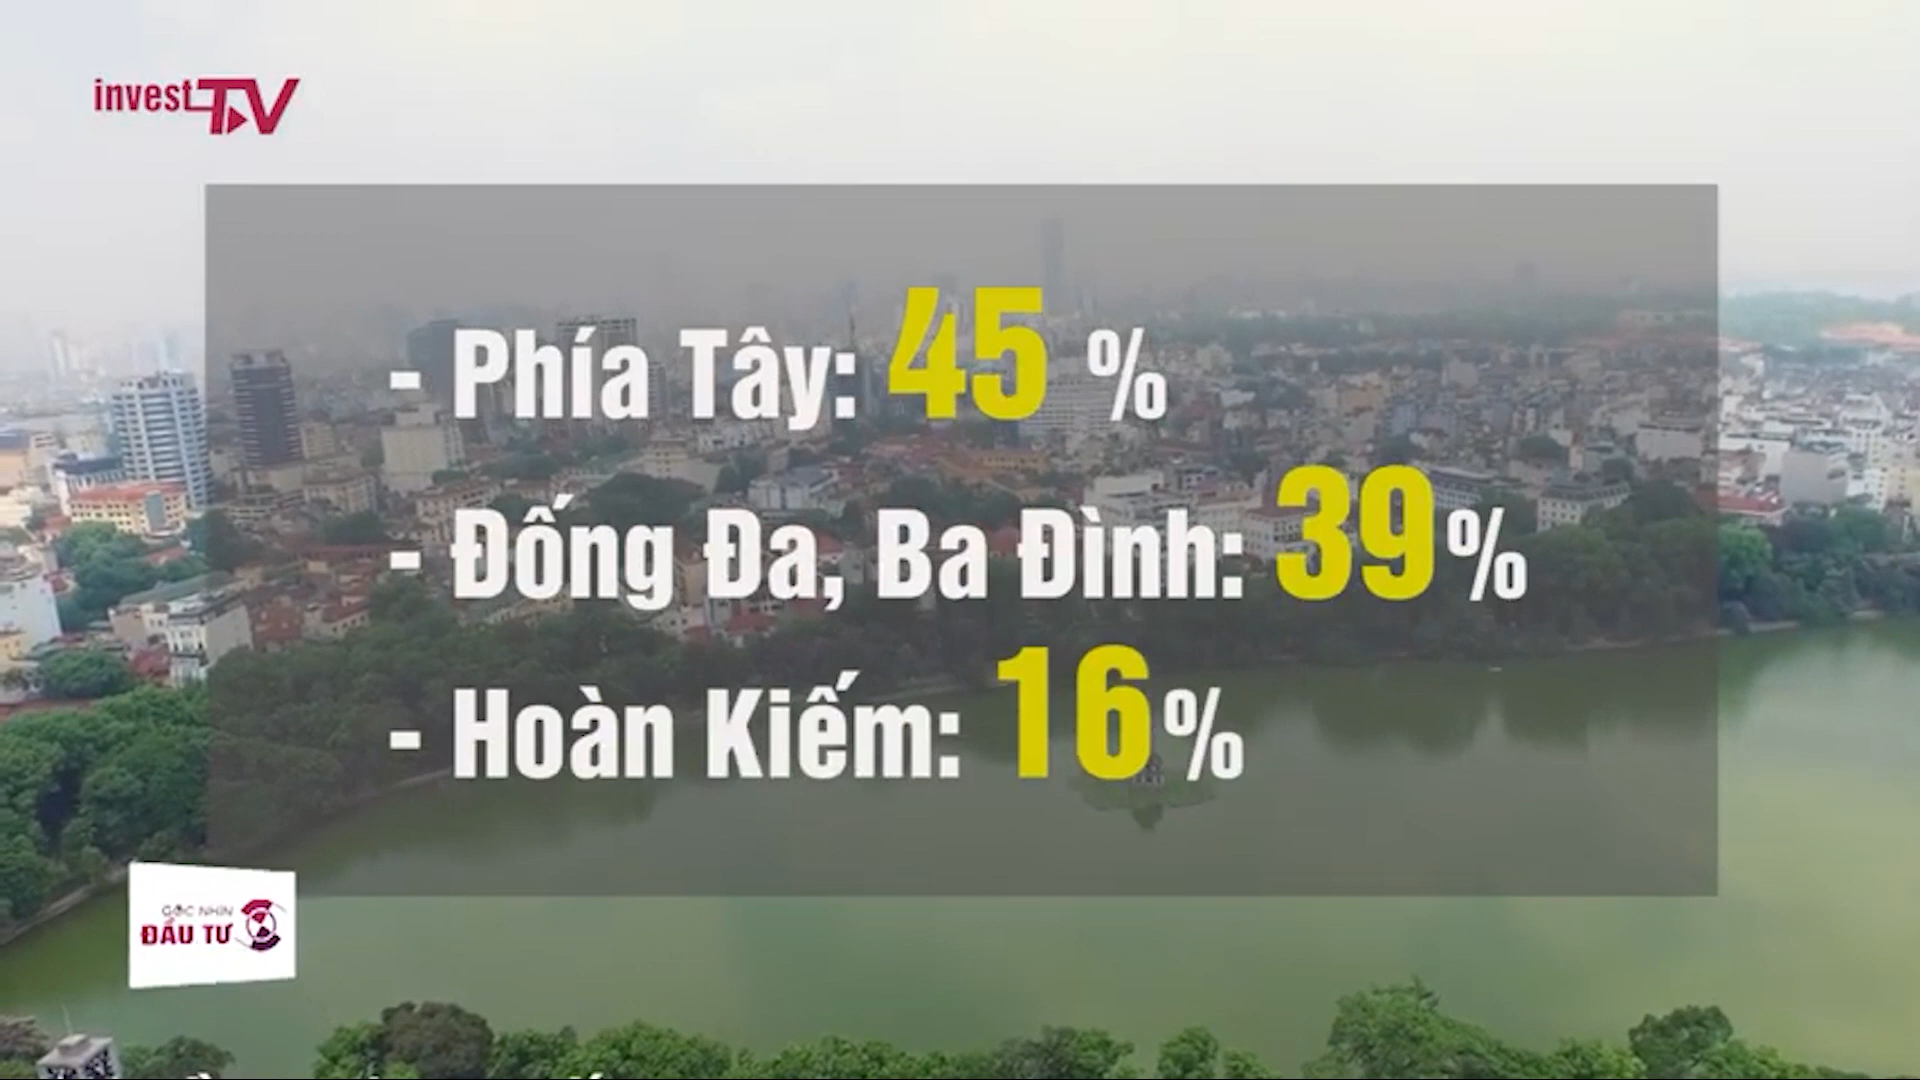 investTV
- Phía Tây: 45 %
- Đống Đa, Ba Đình: 39%
- Hoàn Kiếm: 16%
GÓC NHÌN
ĐẦU TƯ